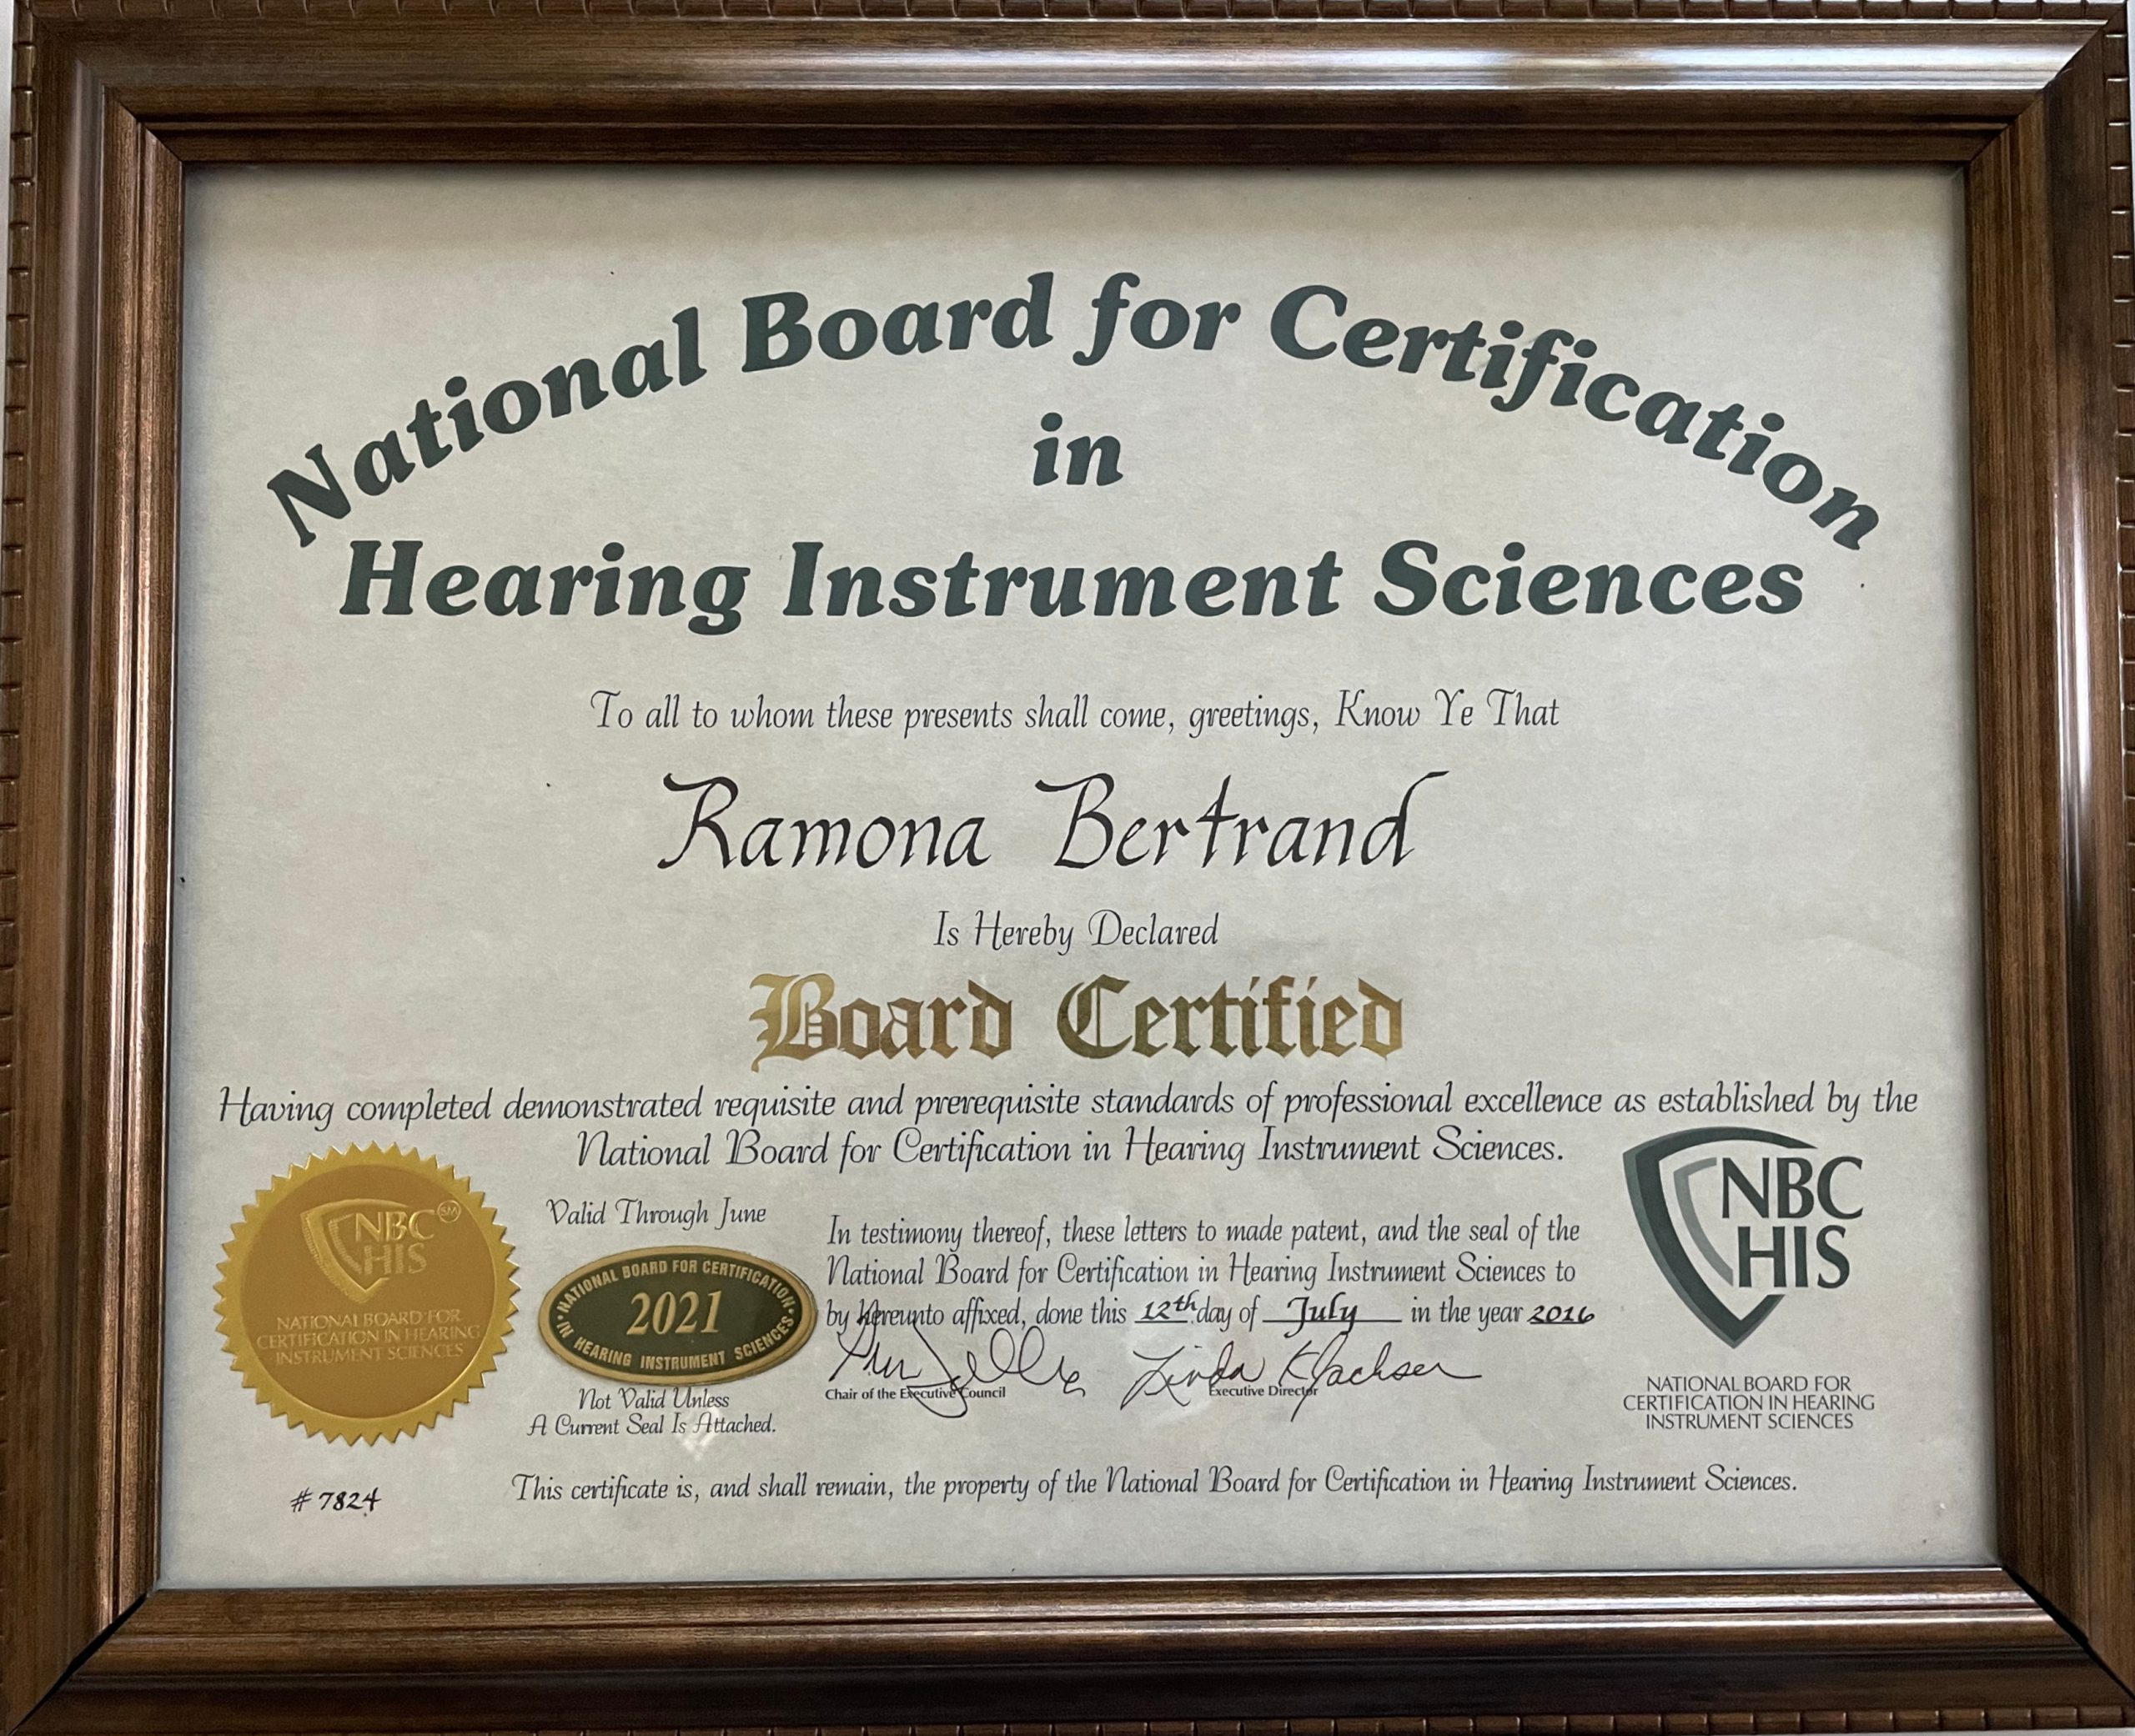 National Board for Certification
in
Hearing Instrument Sciences
To all to whom these presents shall come, greetings, Know Ye That
Ramona Bertrand
Is Hereby Declared
Board Certified
Having completed demonstrated requisite and prerequisite standards of professional excellence as established by the
National Board for Certification in Hearing Instrument Sciences.
NBC SM
HIS
NATIONAL BOARD FOR
CERTIFICATION IN HEARING
INSTRUMENT SCIENCES
Valid Through June
NATIONAL BOARD FOR CERTIFICATION
2021
IN HEARING INSTRUMENT SCIENCES
Not Valid Unless
A Current Seal Is Attached.
In testimony thereof, these letters to made patent, and the seal of the
National Board for Certification in Hearing Instrument Sciences to
by hereunto affixed, done this 12th day of July in the year 2016
Linda K Jackson
Chair of the Executive Council
Executive Director
NBC
HIS
NATIONAL BOARD FOR
CERTIFICATION IN HEARING
INSTRUMENT SCIENCES
# 7824
This certificate is, and shall remain, the property of the National Board for Certification in Hearing Instrument Sciences.